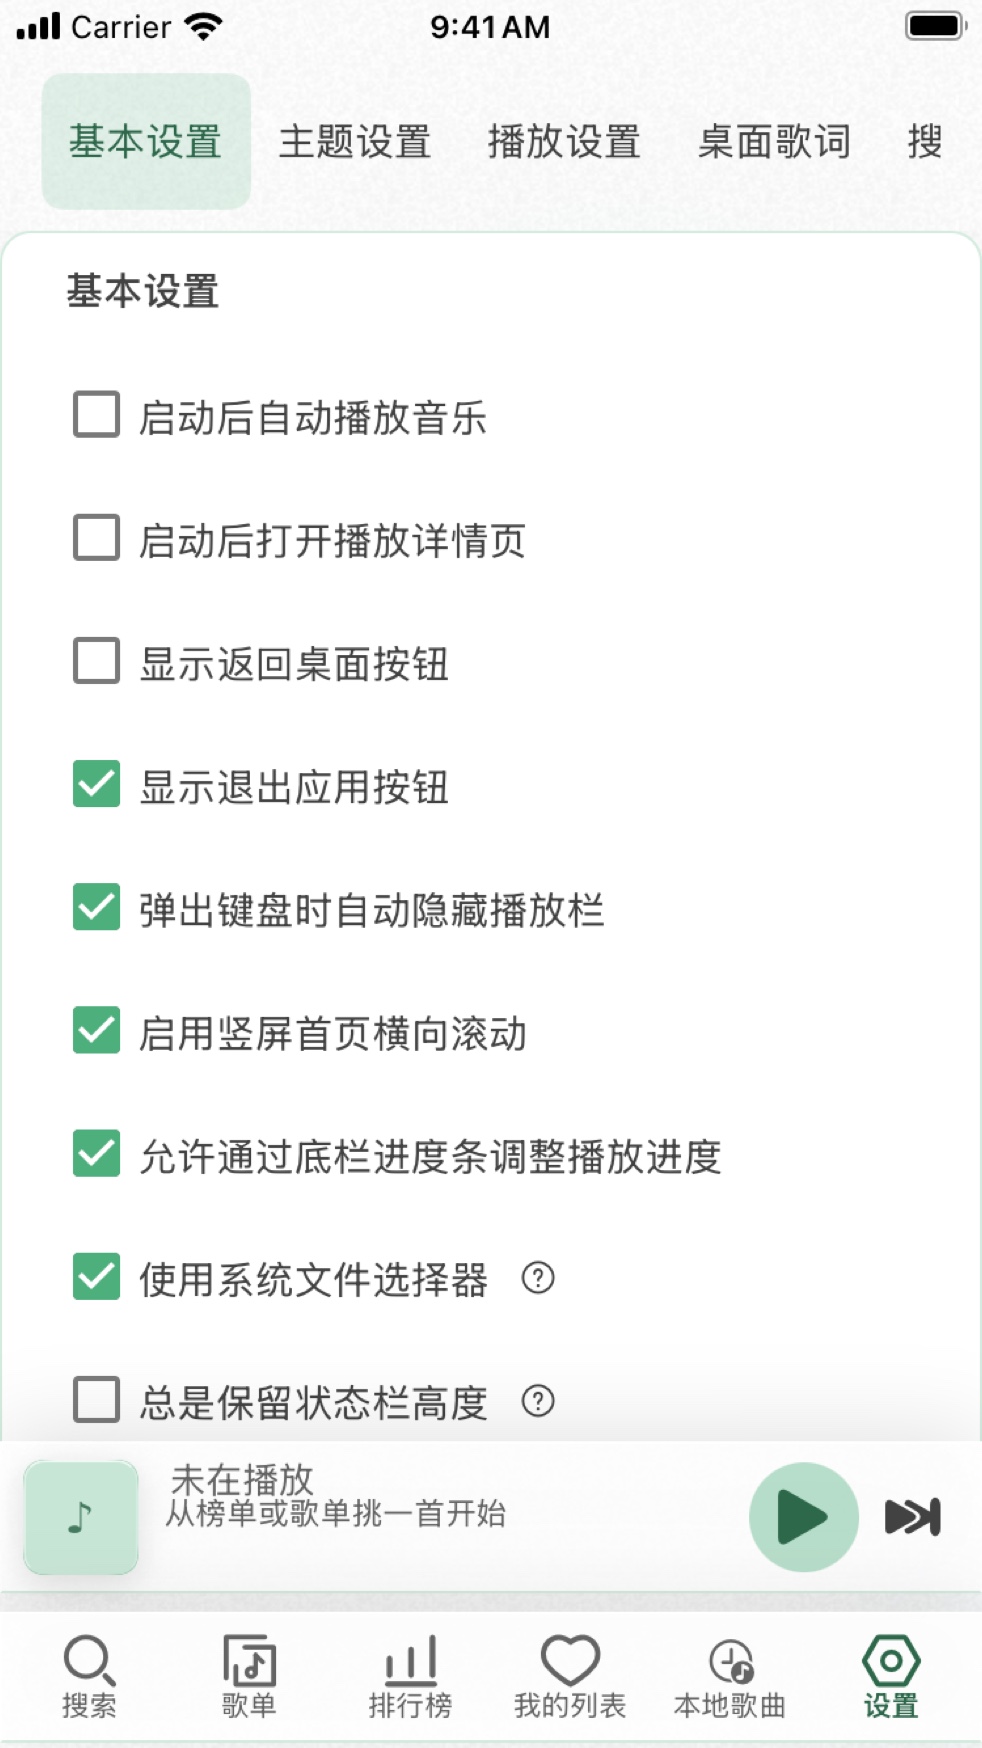 Carrier 9:41 AM
基本设置 主题设置 播放设置 桌面歌词 搜
基本设置
启动后自动播放音乐
启动后打开播放详情页
显示返回桌面按钮
显示退出应用按钮
弹出键盘时自动隐藏播放栏
启用竖屏首页横向滚动
允许通过底栏进度条调整播放进度
使用系统文件选择器 ?
总是保留状态栏高度 ?
未在播放
从榜单或歌单挑一首开始
搜索 歌单 排行榜 我的列表 本地歌曲 设置